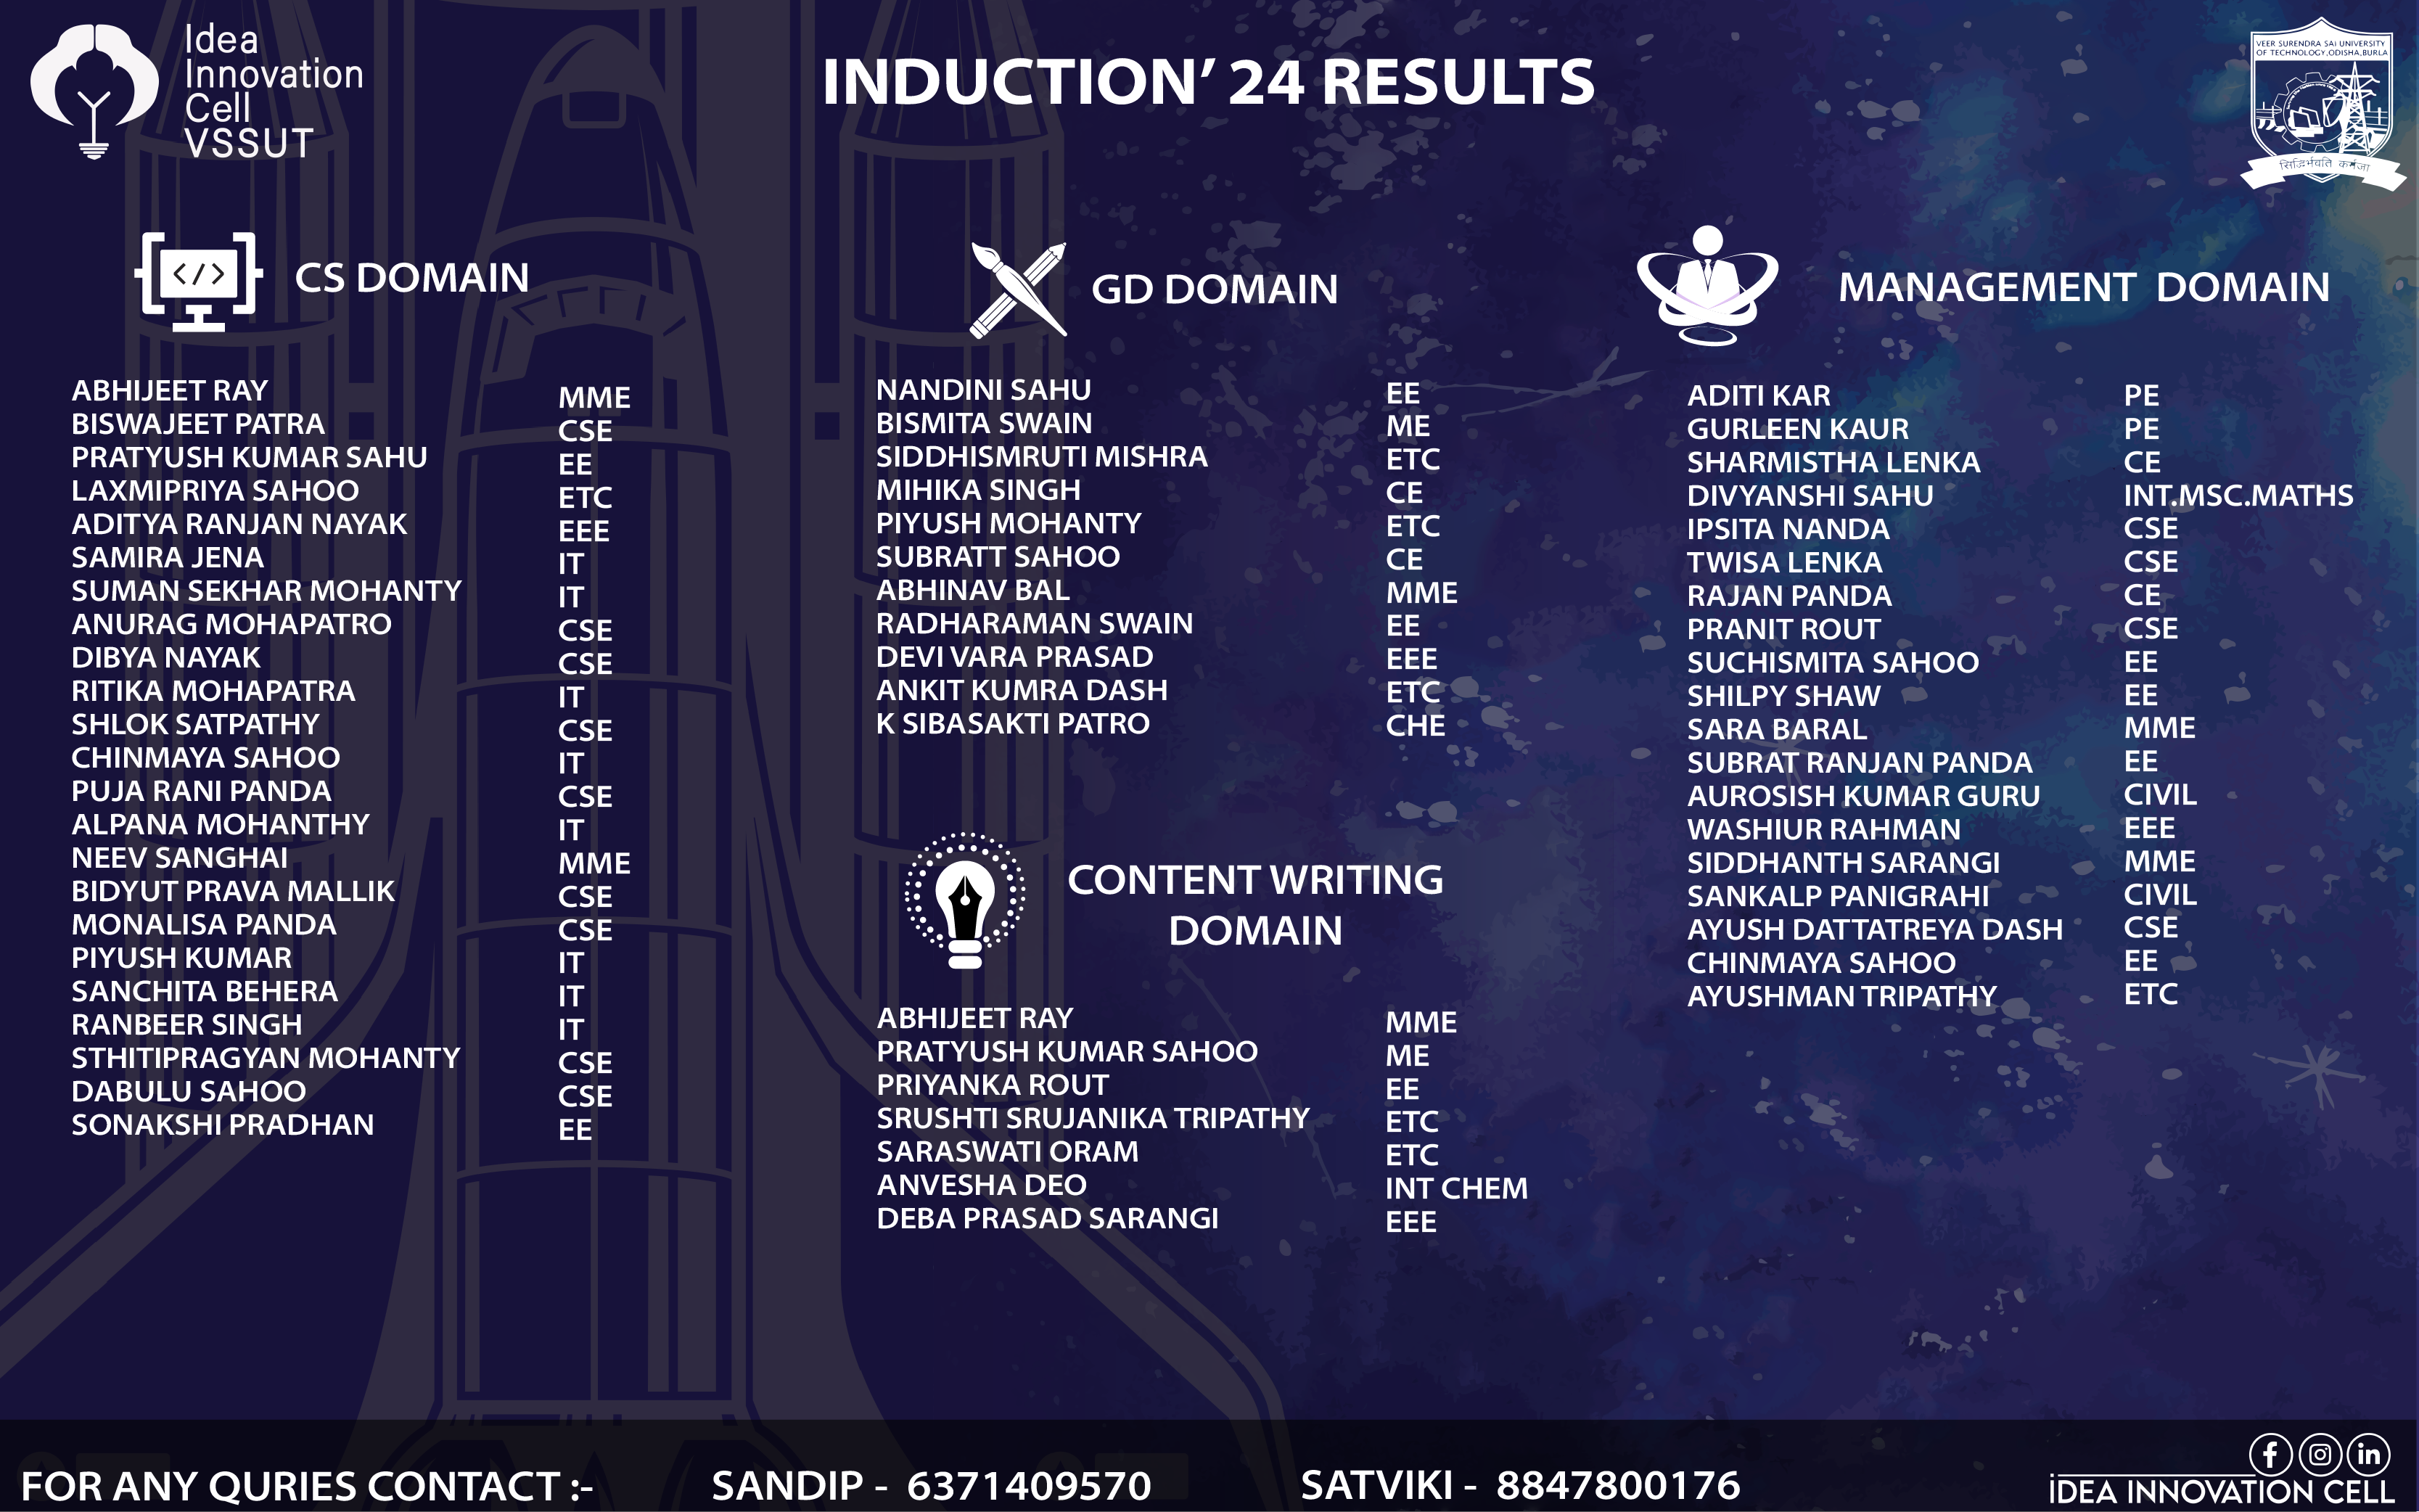 Idea
Innovation
Cell
VSSUT
INDUCTION’ 24 RESULTS
VEER SURENDRA SAI UNIVERSITY
OF TECHNOLOGY,ODISHA,BURLA
CS DOMAIN
ABHIJEET RAY MME
BISWAJEET PATRA CSE
PRATYUSH KUMAR SAHU EE
LAXMIPRIYA SAHOO ETC
ADITYA RANJAN NAYAK EEE
SAMIRA JENA IT
SUMAN SEKHAR MOHANTY IT
ANURAG MOHAPATRO CSE
DIBYA NAYAK CSE
RITIKA MOHAPATRA IT
SHLOK SATPATHY CSE
CHINMAYA SAHOO IT
PUJA RANI PANDA CSE
ALPANA MOHANTHY IT
NEEV SANGHAI MME
BIDYUT PRAVA MALLIK CSE
MONALISA PANDA CSE
PIYUSH KUMAR IT
SANCHITA BEHERA IT
RANBEER SINGH IT
STHITIPRAGYAN MOHANTY CSE
DABULU SAHOO CSE
SONAKSHI PRADHAN EE
GD DOMAIN
NANDINI SAHU EE
BISMITA SWAIN ME
SIDDHISMRUTI MISHRA ETC
MIHIKA SINGH CE
PIYUSH MOHANTY ETC
SUBRATT SAHOO CE
ABHINAV BAL MME
RADHARAMAN SWAIN EE
DEVI VARA PRASAD EEE
ANKIT KUMRA DASH ETC
K SIBASAKTI PATRO CHE
CONTENT WRITING
DOMAIN
ABHIJEET RAY MME
PRATYUSH KUMAR SAHOO ME
PRIYANKA ROUT EE
SRUSHTI SRUJANIKA TRIPATHY ETC
SARASWATI ORAM ETC
ANVESHA DEO INT CHEM
DEBA PRASAD SARANGI EEE
MANAGEMENT DOMAIN
ADITI KAR PE
GURLEEN KAUR PE
SHARMISTHA LENKA CE
DIVYANSHI SAHU INT.MSC.MATHS
IPSITA NANDA CSE
TWISA LENKA CSE
RAJAN PANDA CE
PRANIT ROUT CSE
SUCHISMITA SAHOO EE
SHILPY SHAW EE
SARA BARAL MME
SUBRAT RANJAN PANDA EE
AUROSISH KUMAR GURU CIVIL
WASHIUR RAHMAN EEE
SIDDHANTH SARANGI MME
SANKALP PANIGRAHI CIVIL
AYUSH DATTATREYA DASH CSE
CHINMAYA SAHOO EE
AYUSHMAN TRIPATHY ETC
FOR ANY QURIES CONTACT :- SANDIP - 6371409570 SATVIKI - 8847800176
iDEA INNOVATION CELL